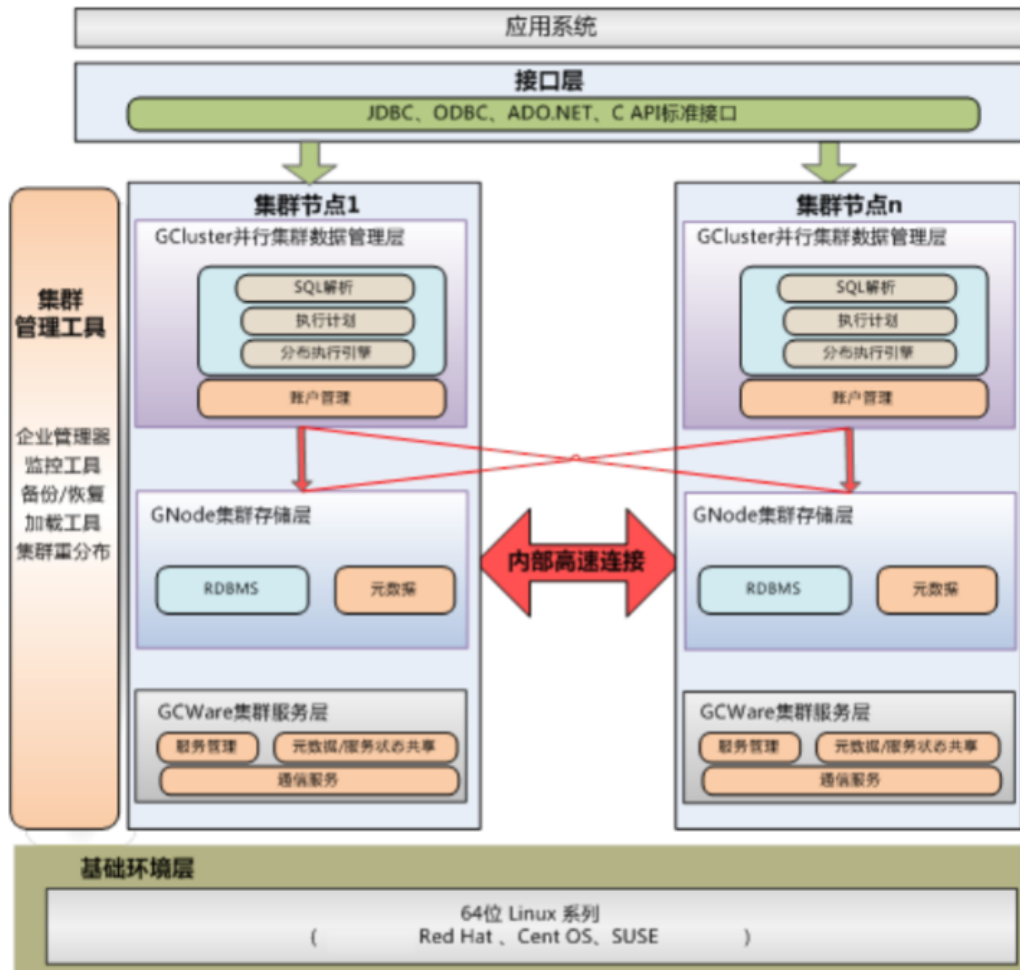 应用系统
接口层
JDBC、ODBC、ADO.NET、C API标准接口
集群
管理工具
企业管理器
监控工具
备份/恢复
加载工具
集群重分布
集群节点1
GCluster并行集群数据管理层
SQL解析
执行计划
分布执行引擎
账户管理
GNode集群存储层
RDBMS
元数据
GCWare集群服务层
服务管理
元数据/服务状态共享
通信服务
内部高速连接
集群节点n
GCluster并行集群数据管理层
SQL解析
执行计划
分布执行引擎
账户管理
GNode集群存储层
RDBMS
元数据
GCWare集群服务层
服务管理
元数据/服务状态共享
通信服务
基础环境层
64位 Linux 系列
( Red Hat 、Cent OS、SUSE )